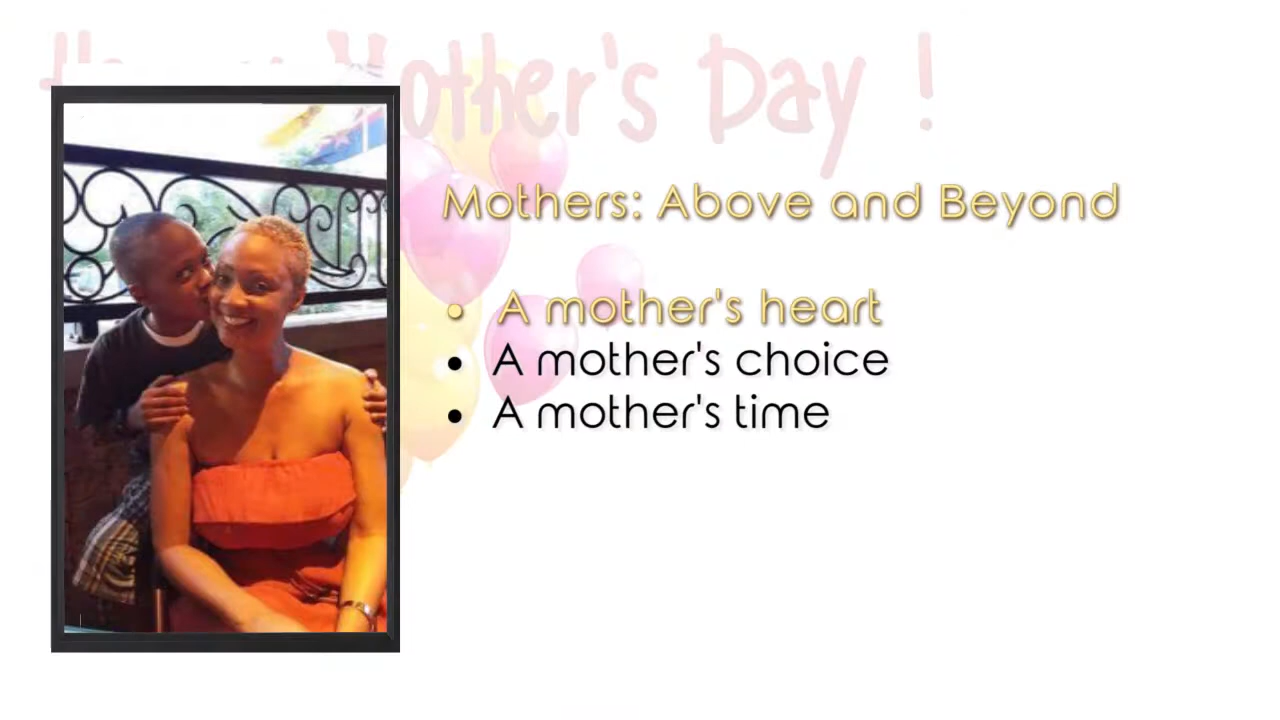 Mother's Day !
Mothers: Above and Beyond
• A mother's heart
• A mother's choice
• A mother's time